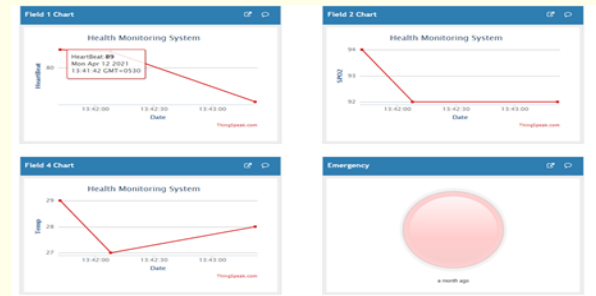 Field 1 Chart
Health Monitoring System
HeartBeat
80
HeartBeat: 89
Mon Apr 12 2021
13:41:42 GMT+0530
13:42:00 13:42:30 13:43:00
Date
ThingSpeak.com
Field 2 Chart
Health Monitoring System
SPO2
94
93
92
13:42:00 13:42:30 13:43:00
Date
ThingSpeak.com
Field 4 Chart
Health Monitoring System
Temp
29
28
27
13:42:00 13:42:30 13:43:00
Date
ThingSpeak.com
Emergency
a month ago